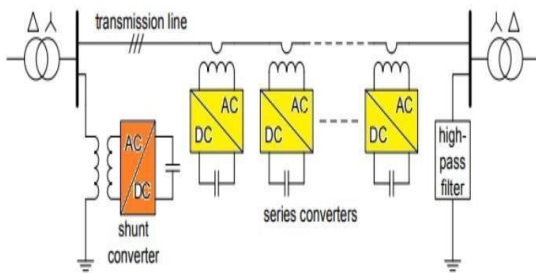 transmission line
AC
DC
AC
DC
AC
DC
AC
DC
high-
pass
filter
shunt
converter
series converters